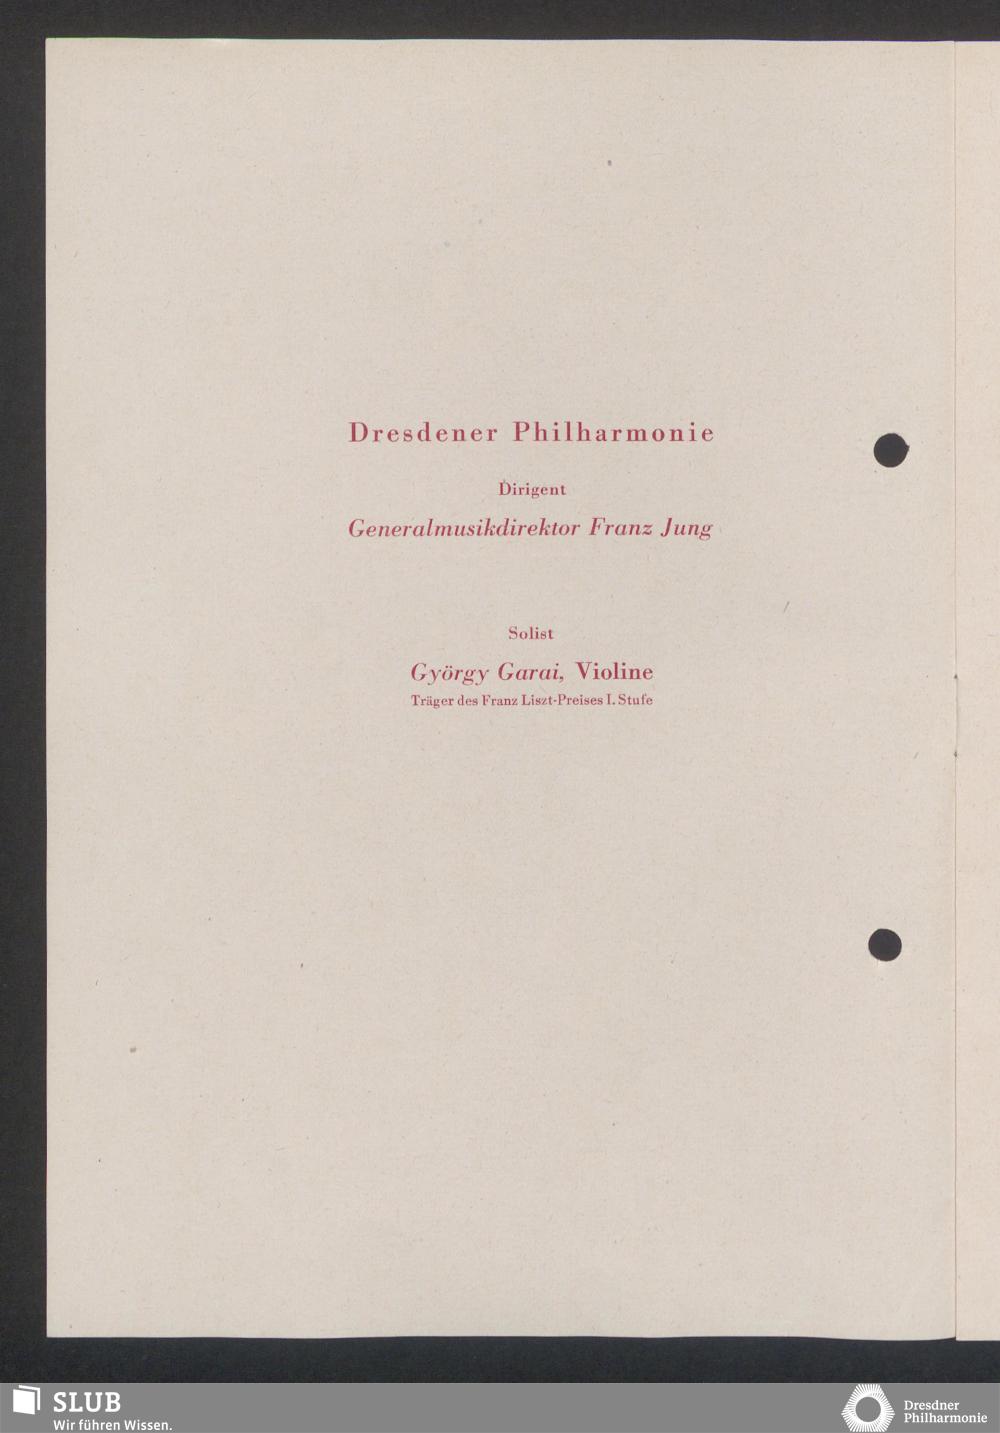 Dresdener Philharmonie
Dirigent
Generalmusikdirektor Franz Jung
Solist
György Garai, Violine
Träger des Franz Liszt-Preises I. Stufe
SLUB
Wir führen Wissen.
Dresdner
Philharmonie